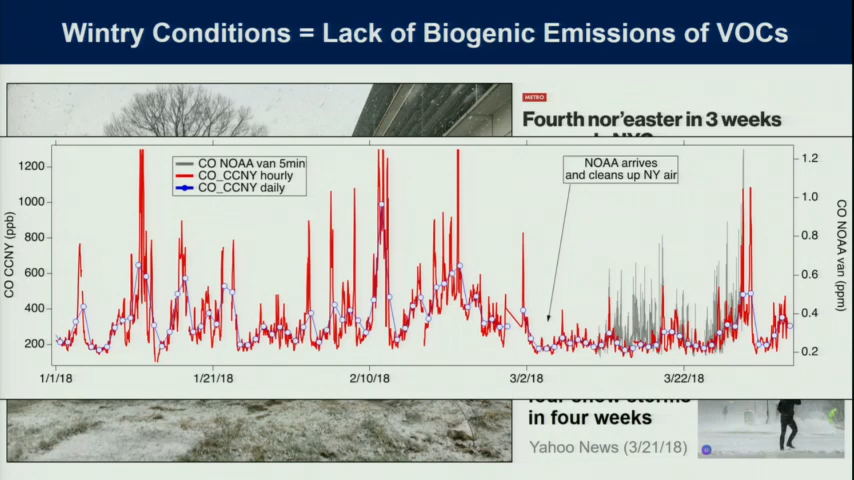 Wintry Conditions = Lack of Biogenic Emissions of VOCs
METRO
Fourth nor'easter in 3 weeks
CO NOAA van 5min
CO_CCNY hourly
CO_CCNY daily
NOAA arrives
and cleans up NY air
CO CCNY (ppb)
1200
1000
800
600
400
200
CO NOAA van (ppm)
1.2
1.0
0.8
0.6
0.4
0.2
1/1/18
1/21/18
2/10/18
3/2/18
3/22/18
four snow storms
in four weeks
Yahoo News (3/21/18)